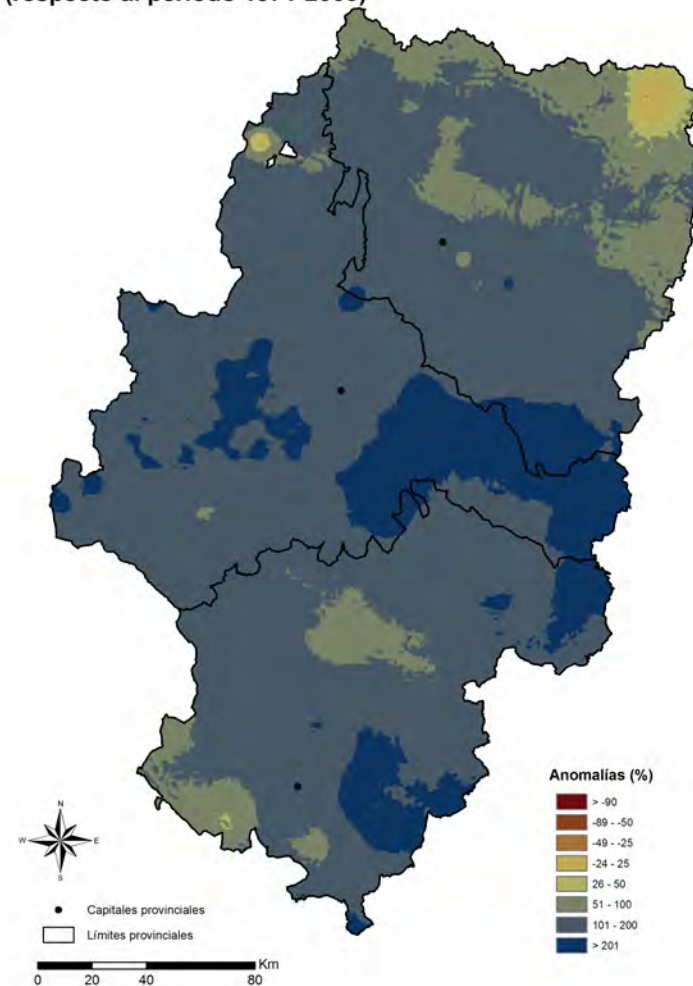 Anomalías (%)
> -90
-89 - -50
-49 - -25
-24 - 25
26 - 50
51 - 100
101 - 200
> 201
N
W E
S
Capitales provinciales
Límites provinciales
Km
0 20 40 80